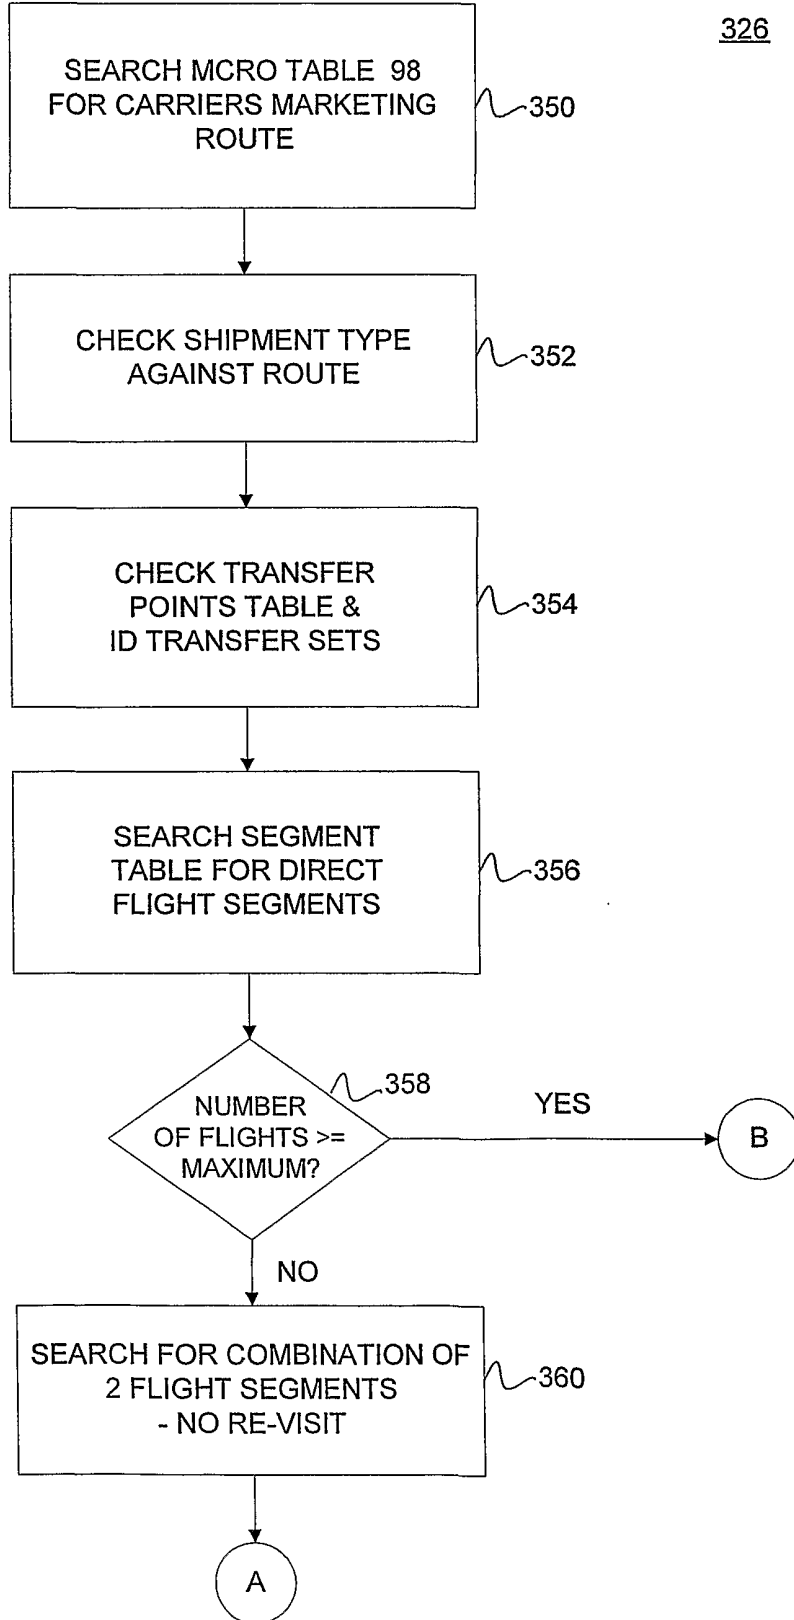 326
SEARCH MCRO TABLE 98
FOR CARRIERS MARKETING
ROUTE
350
CHECK SHIPMENT TYPE
AGAINST ROUTE
352
CHECK TRANSFER
POINTS TABLE &
ID TRANSFER SETS
354
SEARCH SEGMENT
TABLE FOR DIRECT
FLIGHT SEGMENTS
356
NUMBER
OF FLIGHTS >=
MAXIMUM?
358
YES
B
NO
SEARCH FOR COMBINATION OF
2 FLIGHT SEGMENTS
- NO RE-VISIT
360
A